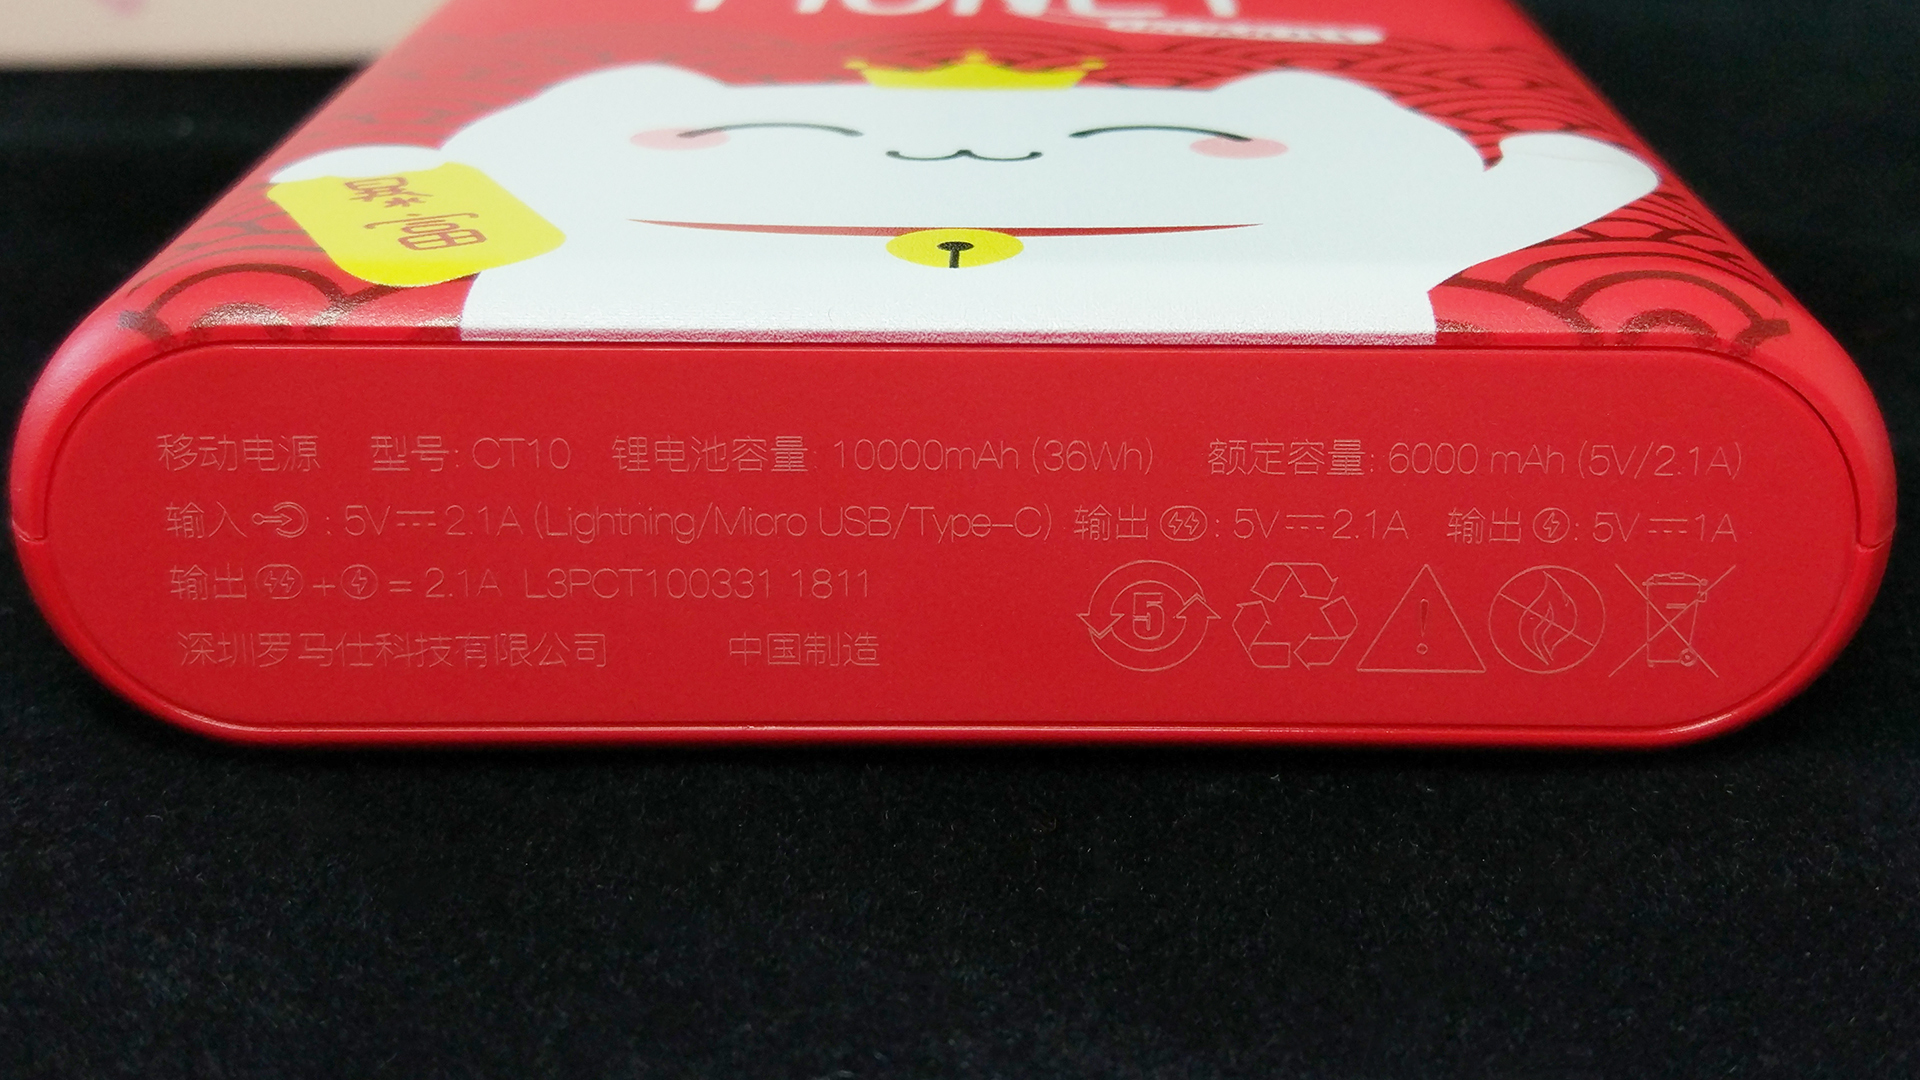 MONEY
移动电源 型号: CT10 锂电池容量: 10000mAh (36Wh) 额定容量: 6000 mAh (5V/2.1A)
输入 : 5V⎓2.1A (Lightning/Micro USB/Type-C) 输出 : 5V⎓2.1A 输出 : 5V⎓1A
输出 + = 2.1A L3PCT100331 1811
5
深圳罗马仕科技有限公司 中国制造